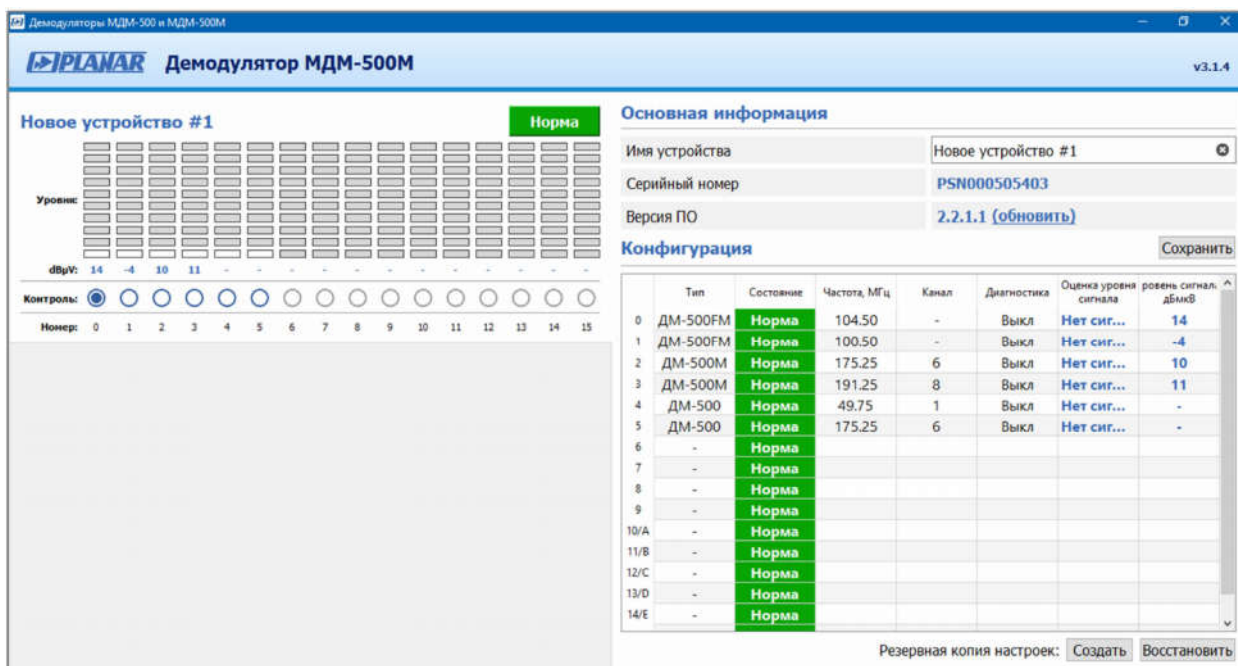 Демодуляторы МДМ-500 и МДМ-500М
PLANAR Демодулятор МДМ-500М v3.1.4
Новое устройство #1 Норма
Уровни:
dBµV: 14 -4 10 11 - - - - - - - - - - - -
Контроль:
Номер: 0 1 2 3 4 5 6 7 8 9 10 11 12 13 14 15
Основная информация
Имя устройства Новое устройство #1
Серийный номер PSN000505403
Версия ПО 2.2.1.1 (обновить)
Конфигурация Сохранить
Тип Состояние Частота, МГц Канал Диагностика Оценка уровня сигнала ровень сигнал дБмкВ
0 ДМ-500FM Норма 104.50 - Выкл Нет сиг... 14
1 ДМ-500FM Норма 100.50 - Выкл Нет сиг... -4
2 ДМ-500М Норма 175.25 6 Выкл Нет сиг... 10
3 ДМ-500М Норма 191.25 8 Выкл Нет сиг... 11
4 ДМ-500 Норма 49.75 1 Выкл Нет сиг... -
5 ДМ-500 Норма 175.25 6 Выкл Нет сиг... -
6 - Норма
7 - Норма
8 - Норма
9 - Норма
10/A - Норма
11/B - Норма
12/C - Норма
13/D - Норма
14/E - Норма
Резервная копия настроек: Создать Восстановить